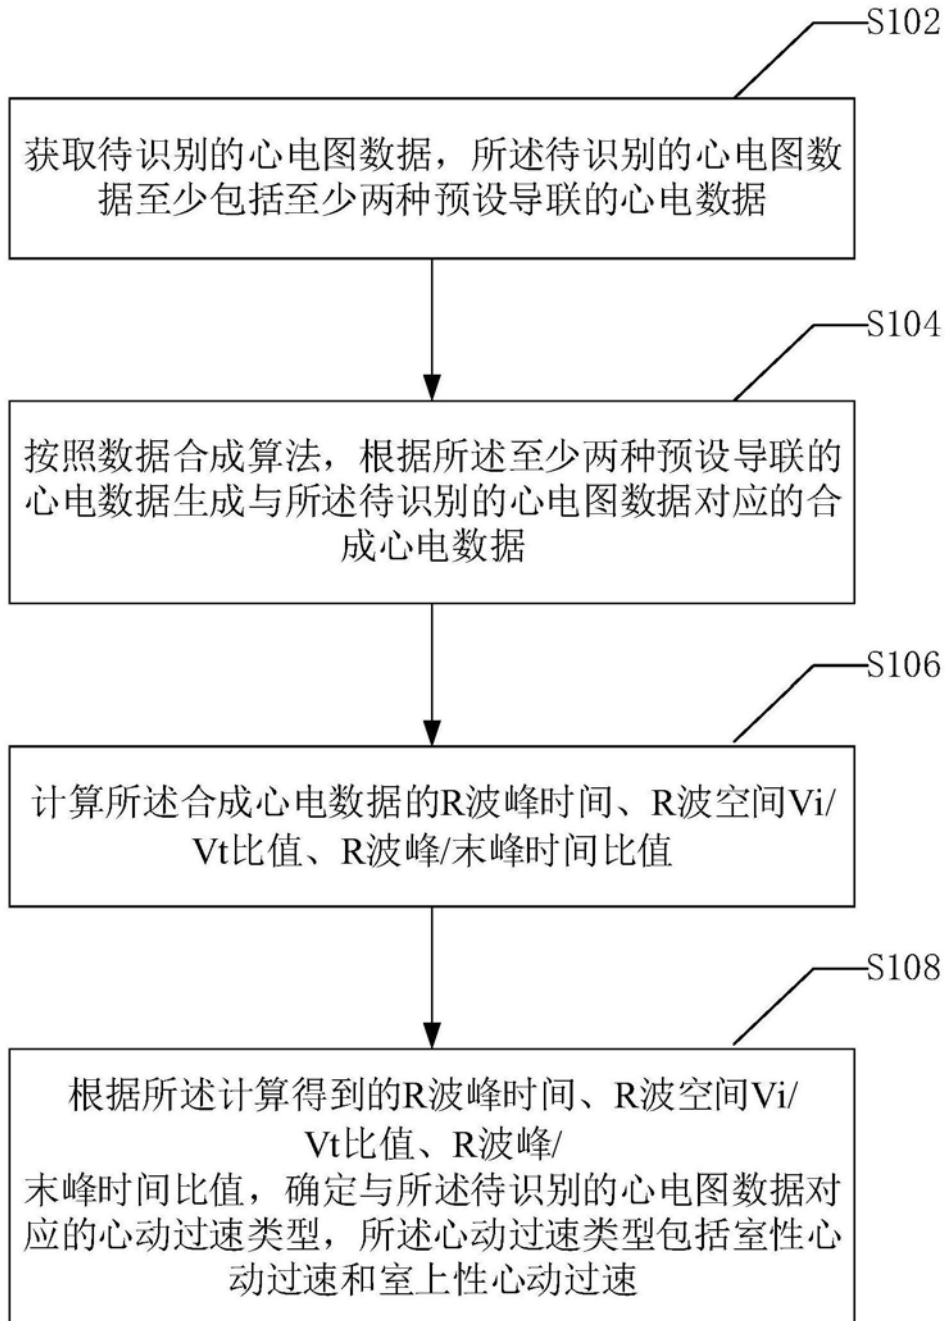 S102
获取待识别的心电图数据，所述待识别的心电图数
据至少包括至少两种预设导联的心电数据
S104
按照数据合成算法，根据所述至少两种预设导联的
心电数据生成与所述待识别的心电图数据对应的合
成心电数据
S106
计算所述合成心电数据的R波峰时间、R波空间Vi/
Vt比值、R波峰/末峰时间比值
S108
根据所述计算得到的R波峰时间、R波空间Vi/
Vt比值、R波峰/
末峰时间比值，确定与所述待识别的心电图数据对
应的心动过速类型，所述心动过速类型包括室性心
动过速和室上性心动过速